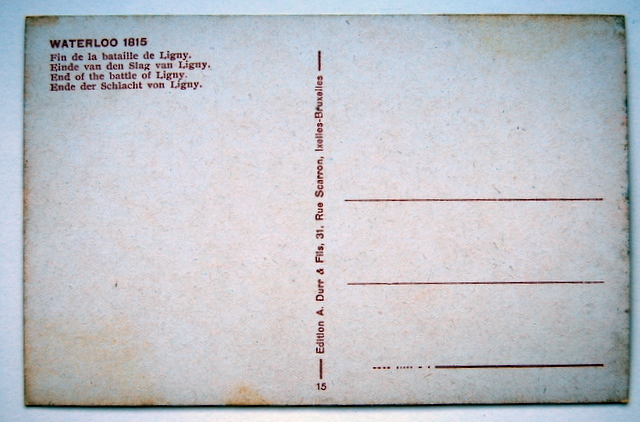 WATERLOO 1815
Fin de la bataille de Ligny.
Einde van den Slag van Ligny.
End of the battle of Ligny.
Ende der Schlacht von Ligny.
Edition A. Durr & Fils, 31, Rue Scarron, Ixelles-Bruxelles
15